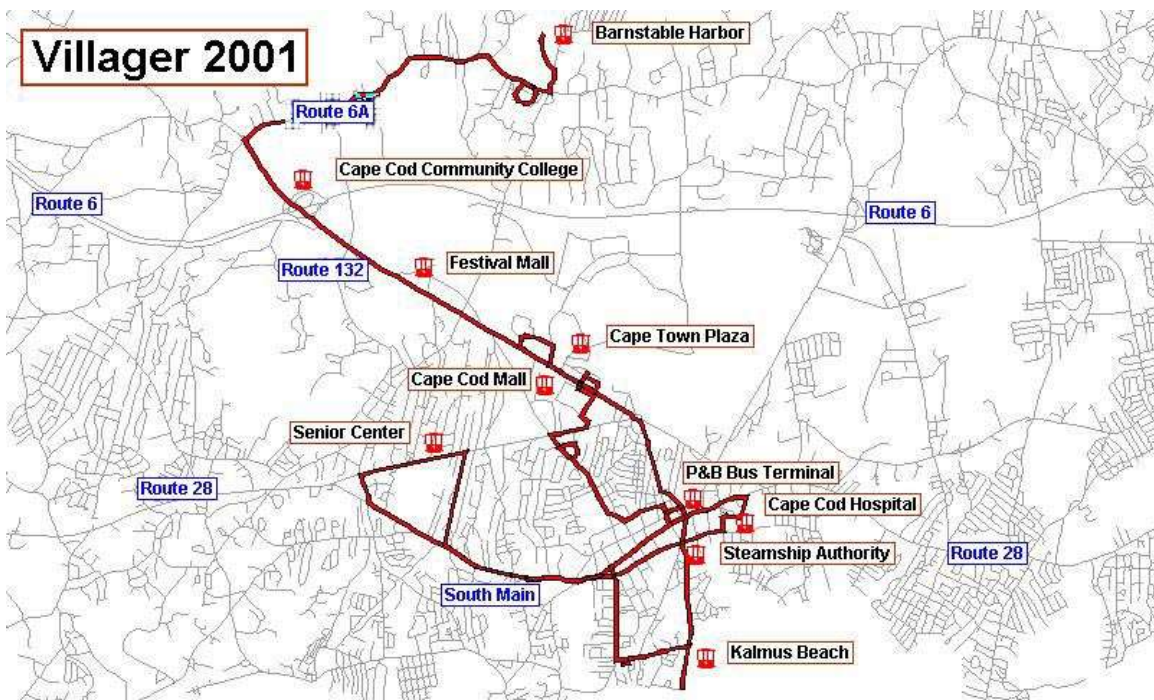 Villager 2001
Barnstable Harbor
Route 6A
Cape Cod Community College
Route 6
Route 6
Route 132
Festival Mall
Cape Town Plaza
Cape Cod Mall
Senior Center
P&B Bus Terminal
Route 28
Cape Cod Hospital
Steamship Authority
Route 28
South Main
Kalmus Beach